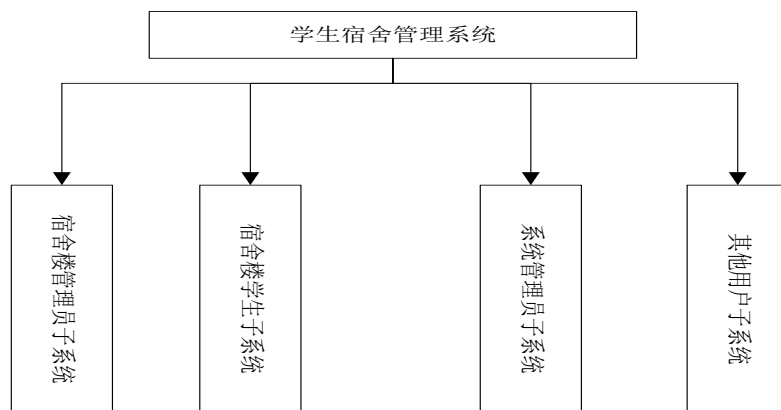 学生宿舍管理系统
宿舍楼管理员子系统
宿舍楼学生子系统
系统管理员子系统
其他用户子系统